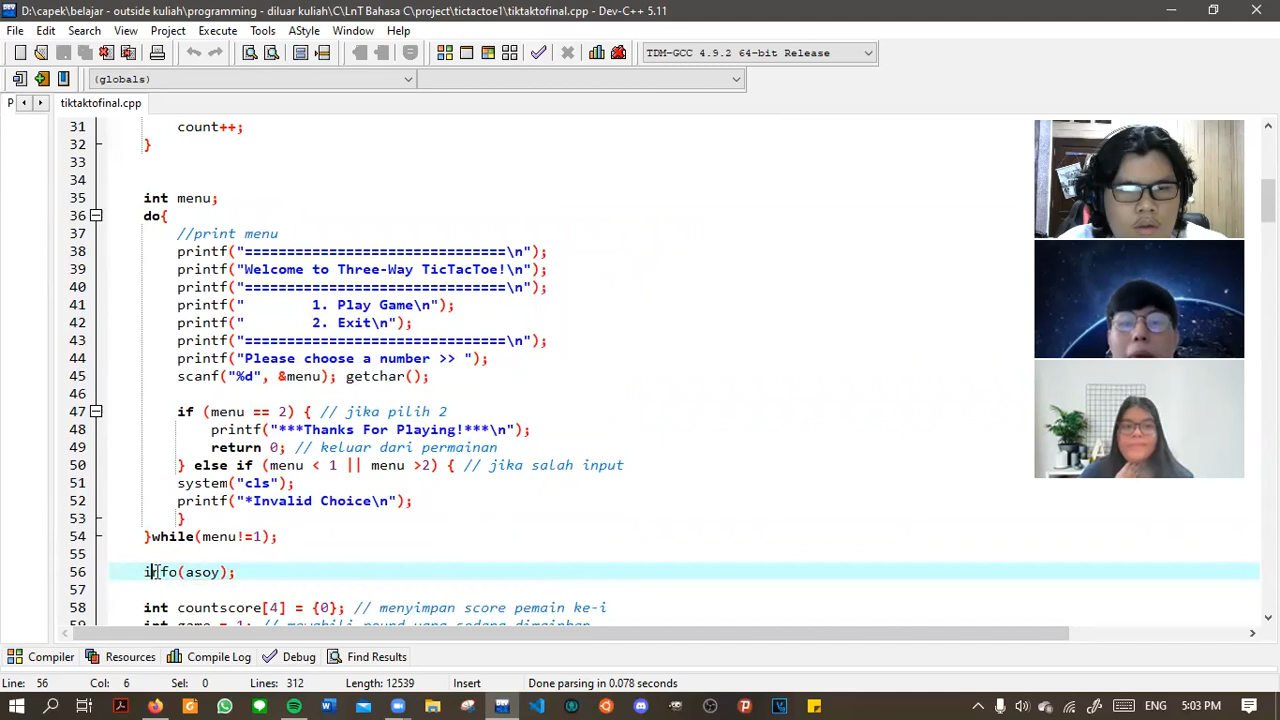 D:\capek\belajar - outside kuliah\programming - diluar kuliah\C\LnT Bahasa C\project\tictactoe1\tiktaktofinal.cpp - Dev-C++ 5.11
File Edit Search View Project Execute Tools AStyle Window Help
TDM-GCC 4.9.2 64-bit Release
(globals)
P tiktaktofinal.cpp
31 count++;
32 }
33
34
35 int menu;
36 do{
37 //print menu
38 printf("===============================\n");
39 printf("Welcome to Three-Way TicTacToe!\n");
40 printf("===============================\n");
41 printf("        1. Play Game\n");
42 printf("        2. Exit\n");
43 printf("===============================\n");
44 printf("Please choose a number >> ");
45 scanf("%d", &menu); getchar();
46
47 if (menu == 2) { // jika pilih 2
48 printf("***Thanks For Playing!***\n");
49 return 0; // keluar dari permainan
50 } else if (menu < 1 || menu >2) { // jika salah input
51 system("cls");
52 printf("*Invalid Choice\n");
53 }
54 }while(menu!=1);
55
56 info(asoy);
57
58 int countscore[4] = {0}; // menyimpan score pemain ke-i
59 int game = 1; // mewakili round yang sedang dimainkan
Compiler Resources Compile Log Debug Find Results
Line: 56 Col: 6 Sel: 0 Lines: 312 Length: 12539 Insert Done parsing in 0.078 seconds
ENG 5:03 PM